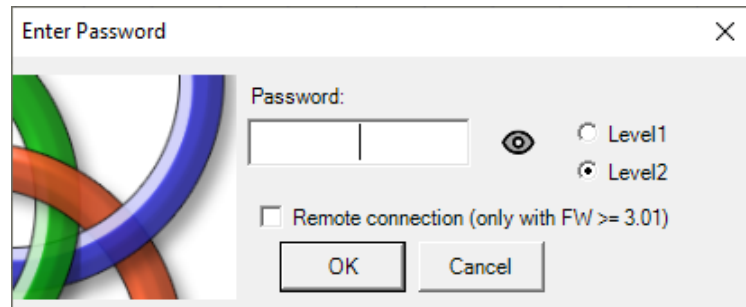 Enter Password
Password:
Level1
Level2
Remote connection (only with FW >= 3.01)
OK
Cancel